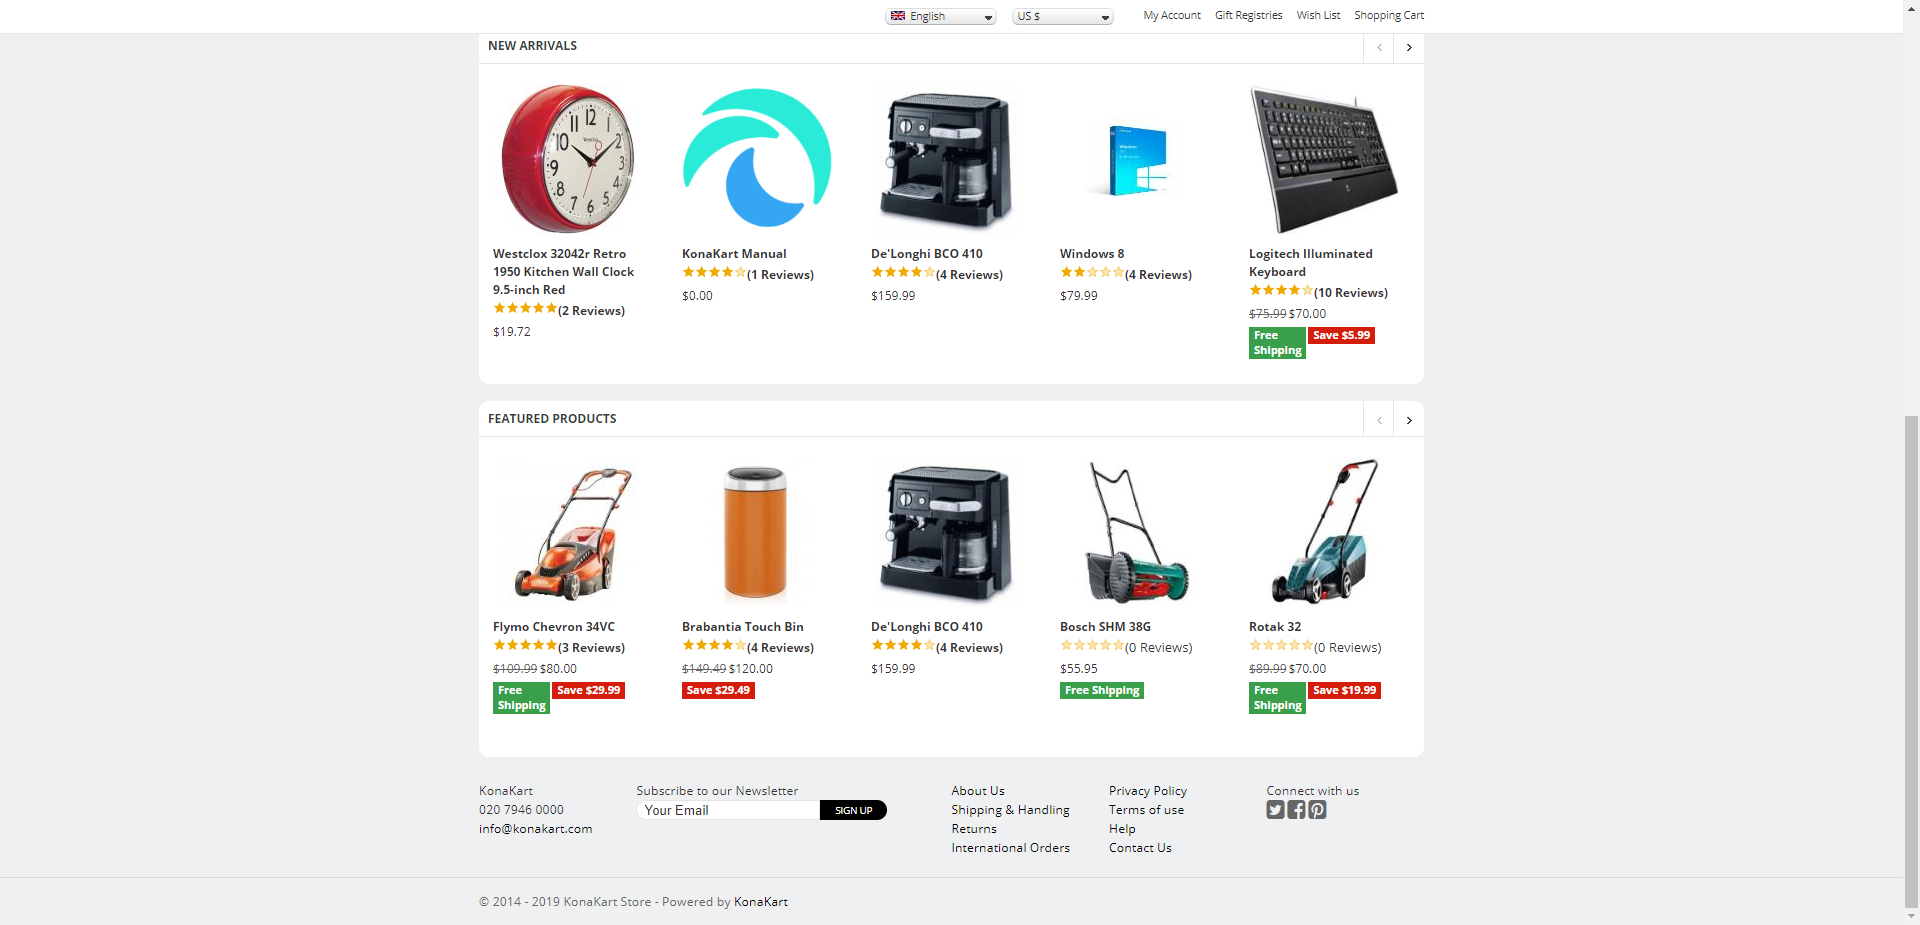 English
US $
My Account
Gift Registries
Wish List
Shopping Cart
NEW ARRIVALS
Westclox 32042r Retro
1950 Kitchen Wall Clock
9.5-inch Red
(2 Reviews)
$19.72
KonaKart Manual
(1 Reviews)
$0.00
De'Longhi BCO 410
(4 Reviews)
$159.99
Windows 8
(4 Reviews)
$79.99
Logitech Illuminated
Keyboard
(10 Reviews)
$75.99 $70.00
Free
Shipping
Save $5.99
FEATURED PRODUCTS
Flymo Chevron 34VC
(3 Reviews)
$109.99 $80.00
Free
Shipping
Save $29.99
Brabantia Touch Bin
(4 Reviews)
$149.49 $120.00
Save $29.49
De'Longhi BCO 410
(4 Reviews)
$159.99
Bosch SHM 38G
(0 Reviews)
$55.95
Free Shipping
Rotak 32
(0 Reviews)
$89.99 $70.00
Free
Shipping
Save $19.99
KonaKart
020 7946 0000
info@konakart.com
Subscribe to our Newsletter
Your Email
SIGN UP
About Us
Shipping & Handling
Returns
International Orders
Privacy Policy
Terms of use
Help
Contact Us
Connect with us
© 2014 - 2019 KonaKart Store - Powered by KonaKart